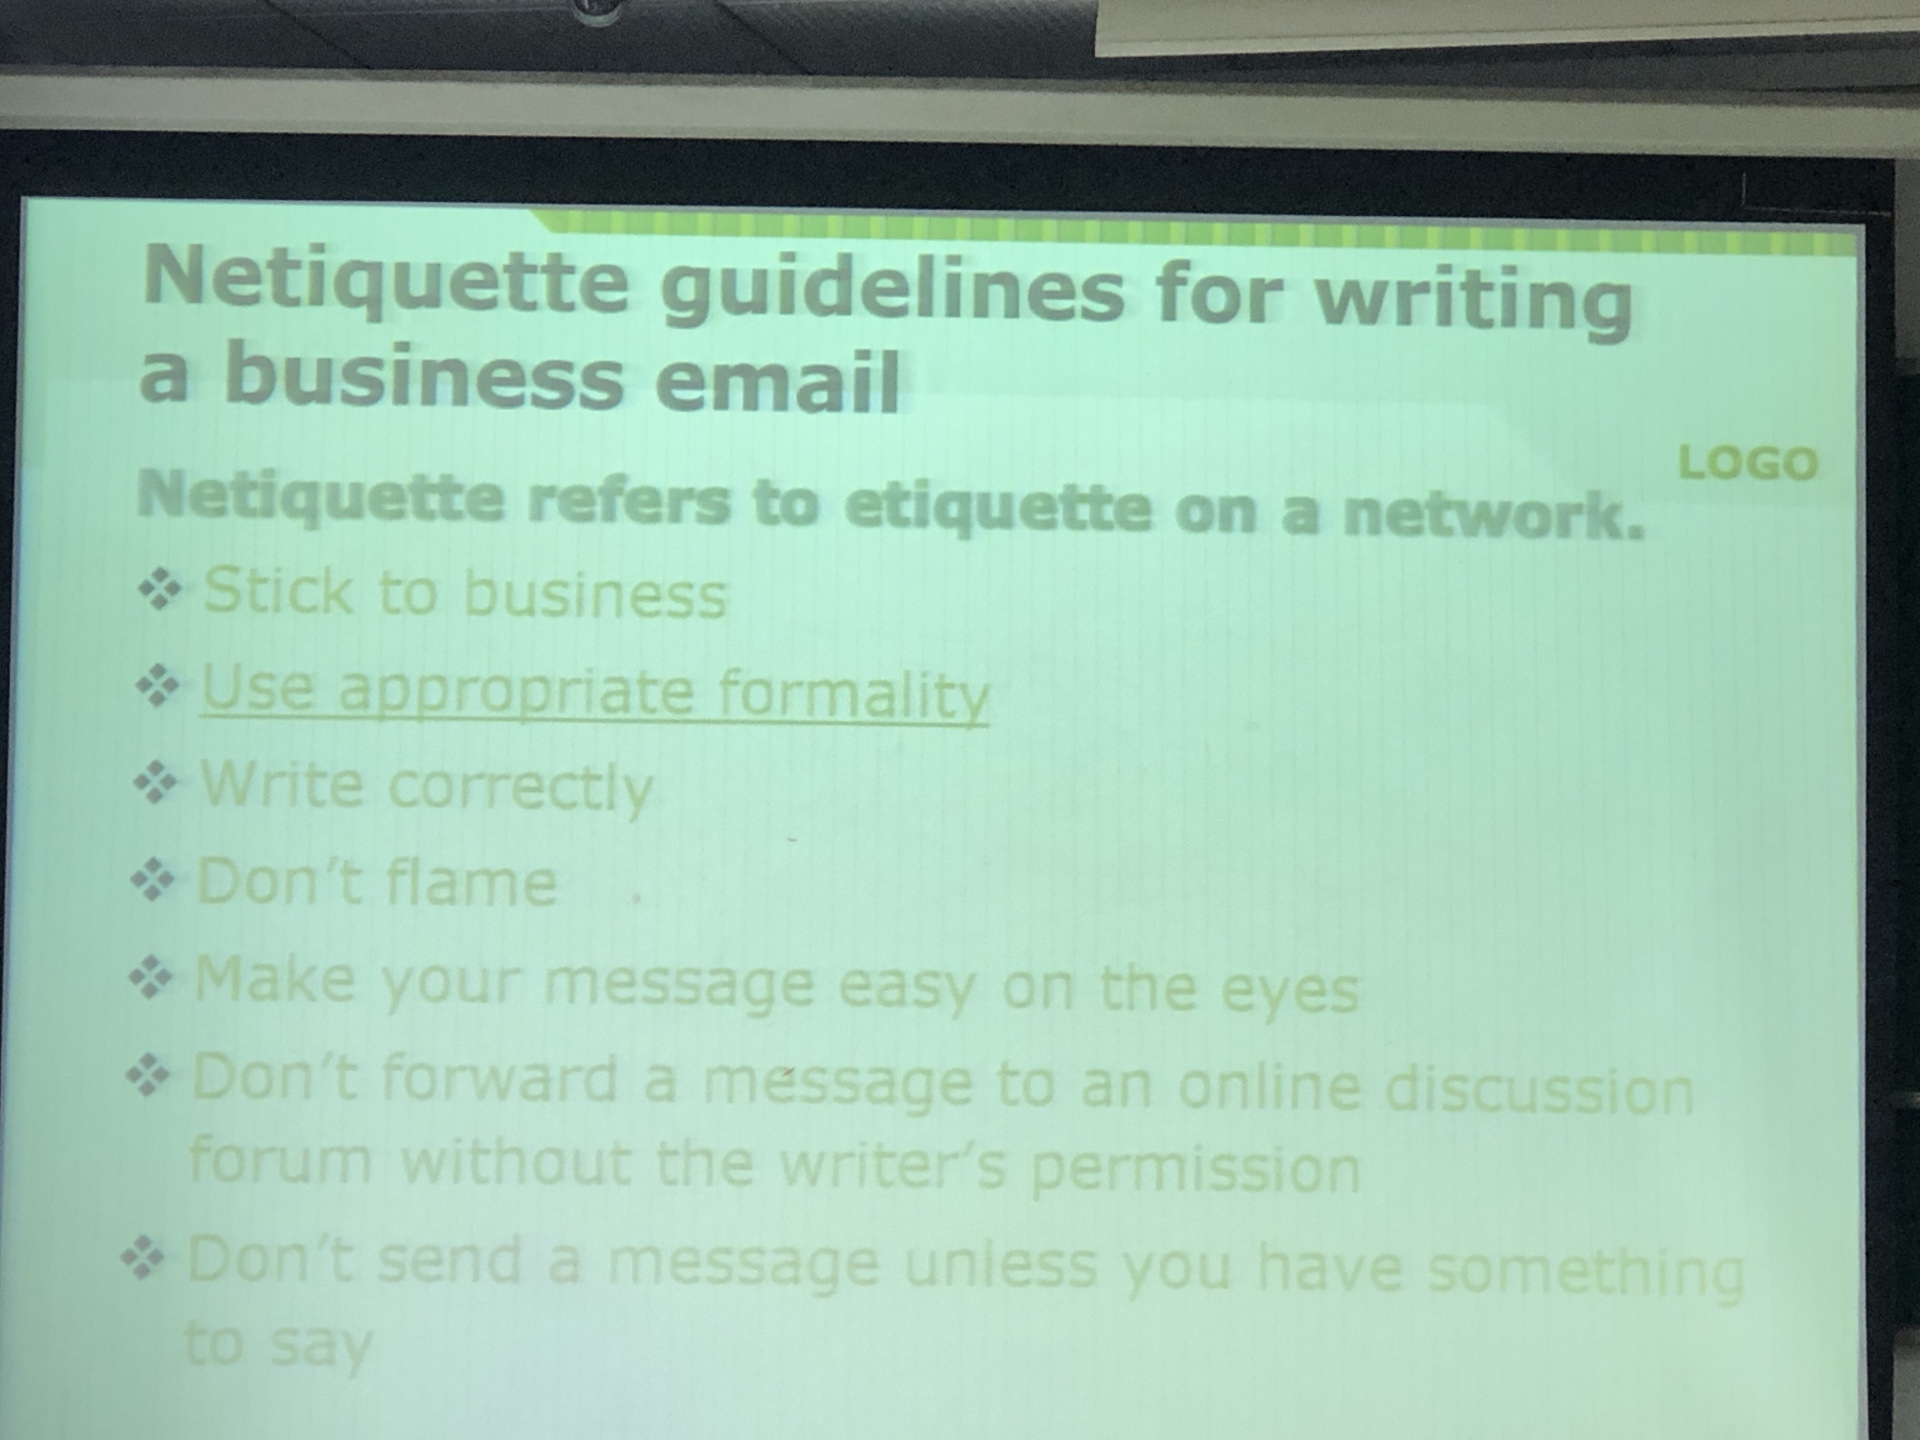 Netiquette guidelines for writing
a business email
LOGO
Netiquette refers to etiquette on a network.
❖ Stick to business
❖ Use appropriate formality
❖ Write correctly
❖ Don't flame
❖ Make your message easy on the eyes
❖ Don't forward a message to an online discussion
forum without the writer's permission
❖ Don't send a message unless you have something
to say